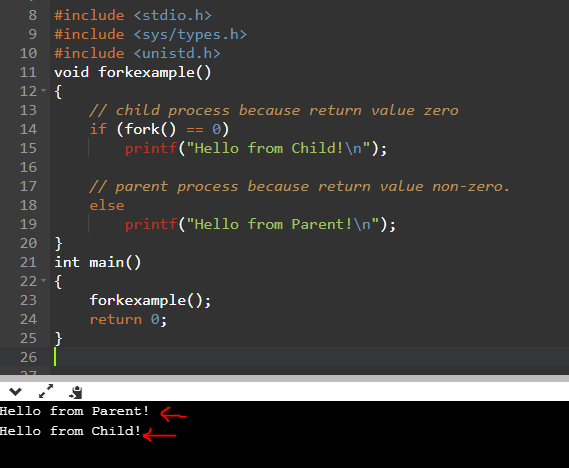 8 #include <stdio.h>
9 #include <sys/types.h>
10 #include <unistd.h>
11 void forkexample()
12 {
13     // child process because return value zero
14     if (fork() == 0)
15         printf("Hello from Child!\n");
16
17     // parent process because return value non-zero.
18     else
19         printf("Hello from Parent!\n");
20 }
21 int main()
22 {
23     forkexample();
24     return 0;
25 }
26
27
Hello from Parent!
Hello from Child!